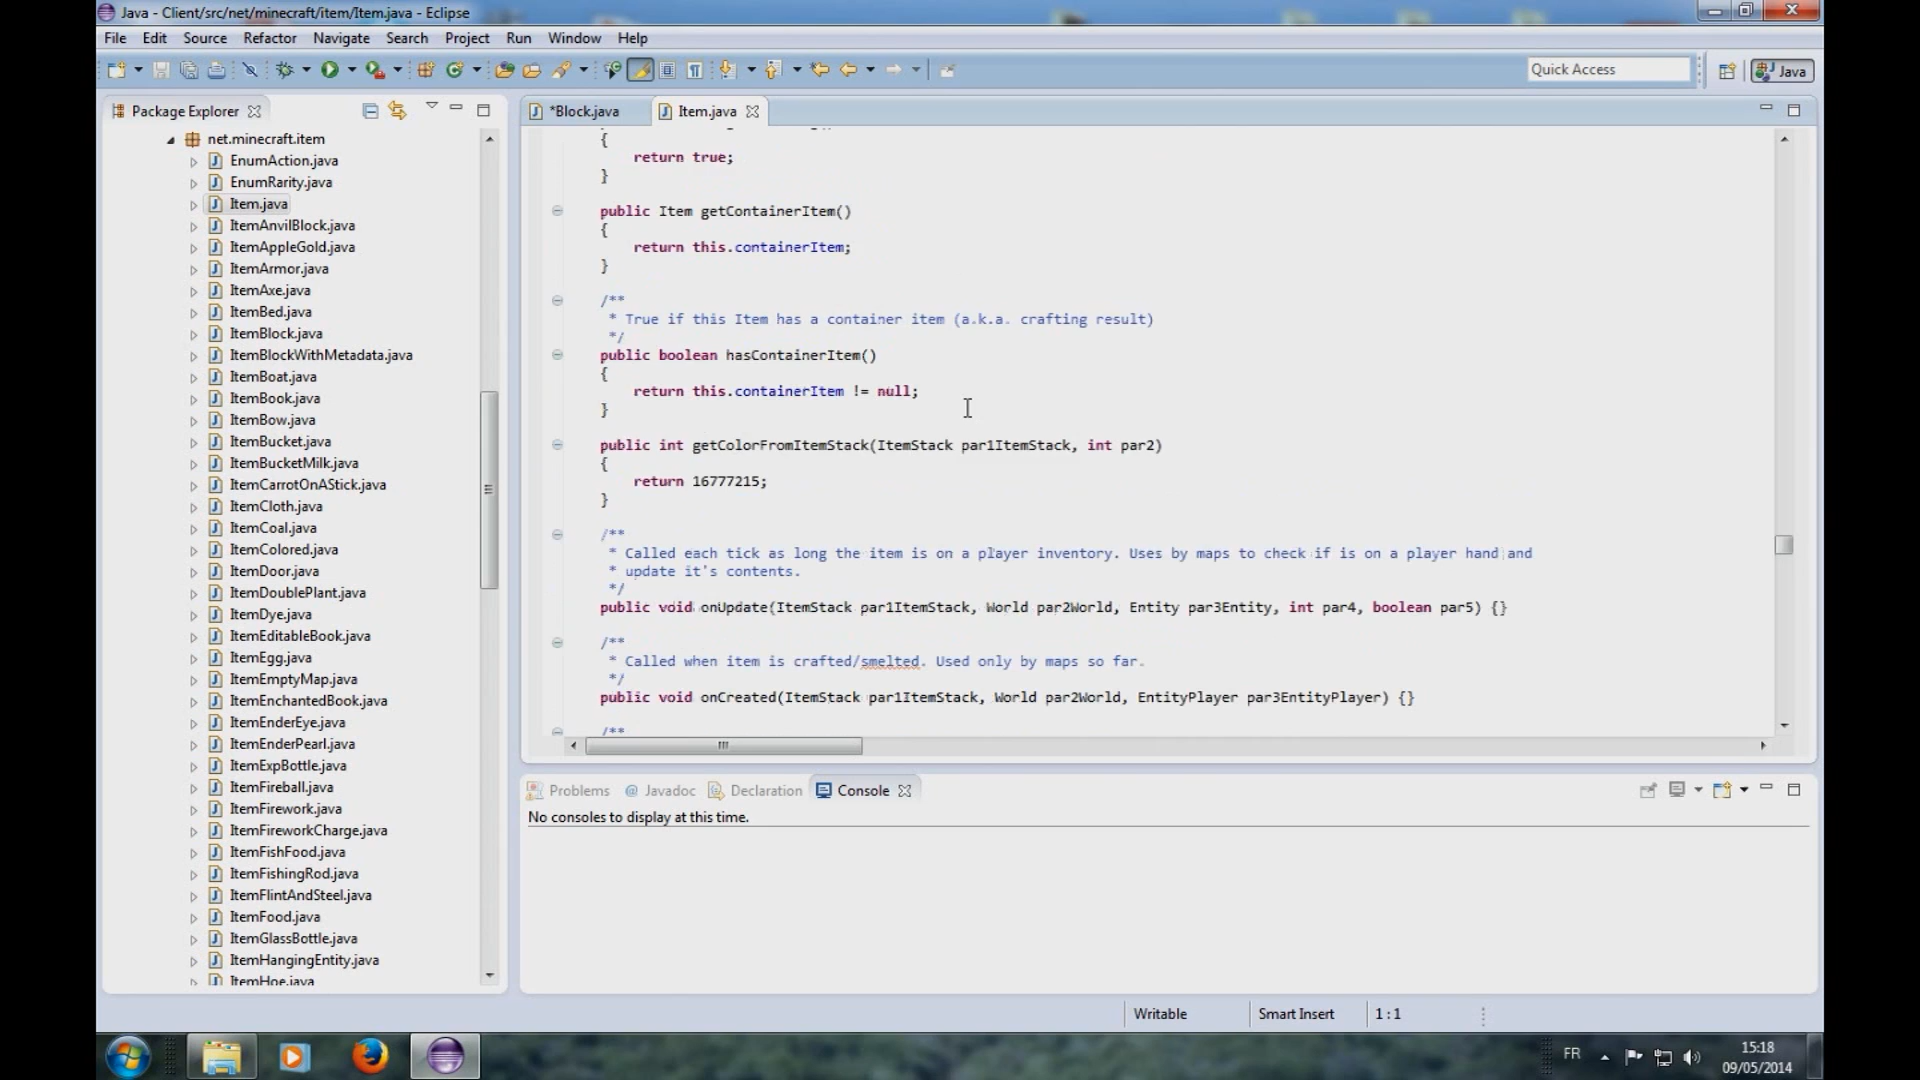 Java - Client/src/net/minecraft/item/Item.java - Eclipse
File Edit Source Refactor Navigate Search Project Run Window Help
Quick Access
Java
Package Explorer
*Block.java
Item.java
net.minecraft.item
EnumAction.java
EnumRarity.java
Item.java
ItemAnvilBlock.java
ItemAppleGold.java
ItemArmor.java
ItemAxe.java
ItemBed.java
ItemBlock.java
ItemBlockWithMetadata.java
ItemBoat.java
ItemBook.java
ItemBow.java
ItemBucket.java
ItemBucketMilk.java
ItemCarrotOnAStick.java
ItemCloth.java
ItemCoal.java
ItemColored.java
ItemDoor.java
ItemDoublePlant.java
ItemDye.java
ItemEditableBook.java
ItemEgg.java
ItemEmptyMap.java
ItemEnchantedBook.java
ItemEnderEye.java
ItemEnderPearl.java
ItemExpBottle.java
ItemFireball.java
ItemFirework.java
ItemFireworkCharge.java
ItemFishFood.java
ItemFishingRod.java
ItemFlintAndSteel.java
ItemFood.java
ItemGlassBottle.java
ItemHangingEntity.java
ItemHoe.java
{
return true;
}
public Item getContainerItem()
{
return this.containerItem;
}
/**
* True if this Item has a container item (a.k.a. crafting result)
*/
public boolean hasContainerItem()
{
return this.containerItem != null;
}
public int getColorFromItemStack(ItemStack par1ItemStack, int par2)
{
return 16777215;
}
/**
* Called each tick as long the item is on a player inventory. Uses by maps to check if is on a player hand and
* update it's contents.
*/
public void onUpdate(ItemStack par1ItemStack, World par2World, Entity par3Entity, int par4, boolean par5) {}
/**
* Called when item is crafted/smelted. Used only by maps so far.
*/
public void onCreated(ItemStack par1ItemStack, World par2World, EntityPlayer par3EntityPlayer) {}
/**
Problems @ Javadoc Declaration Console
No consoles to display at this time.
Writable Smart Insert 1 : 1
FR
15:18
09/05/2014